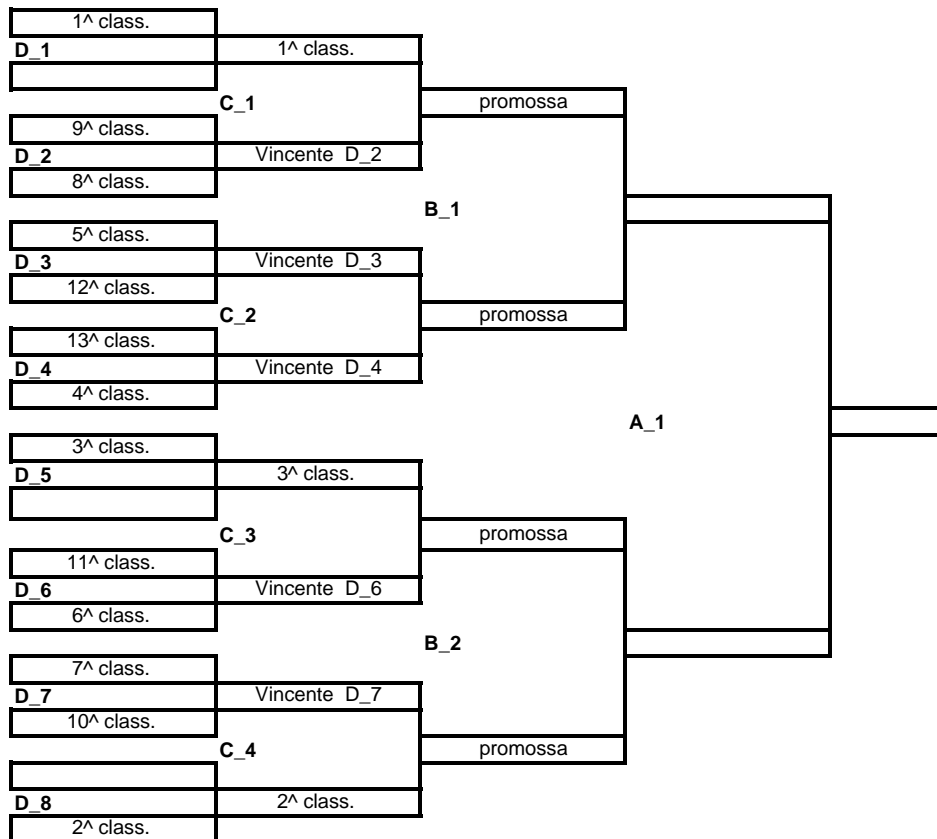 1^ class.
D_1
1^ class.
C_1
promossa
9^ class.
D_2
Vincente D_2
8^ class.
B_1
5^ class.
D_3
Vincente D_3
12^ class.
C_2
promossa
13^ class.
D_4
Vincente D_4
4^ class.
A_1
3^ class.
D_5
3^ class.
C_3
promossa
11^ class.
D_6
Vincente D_6
6^ class.
B_2
7^ class.
D_7
Vincente D_7
10^ class.
C_4
promossa
D_8
2^ class.
2^ class.